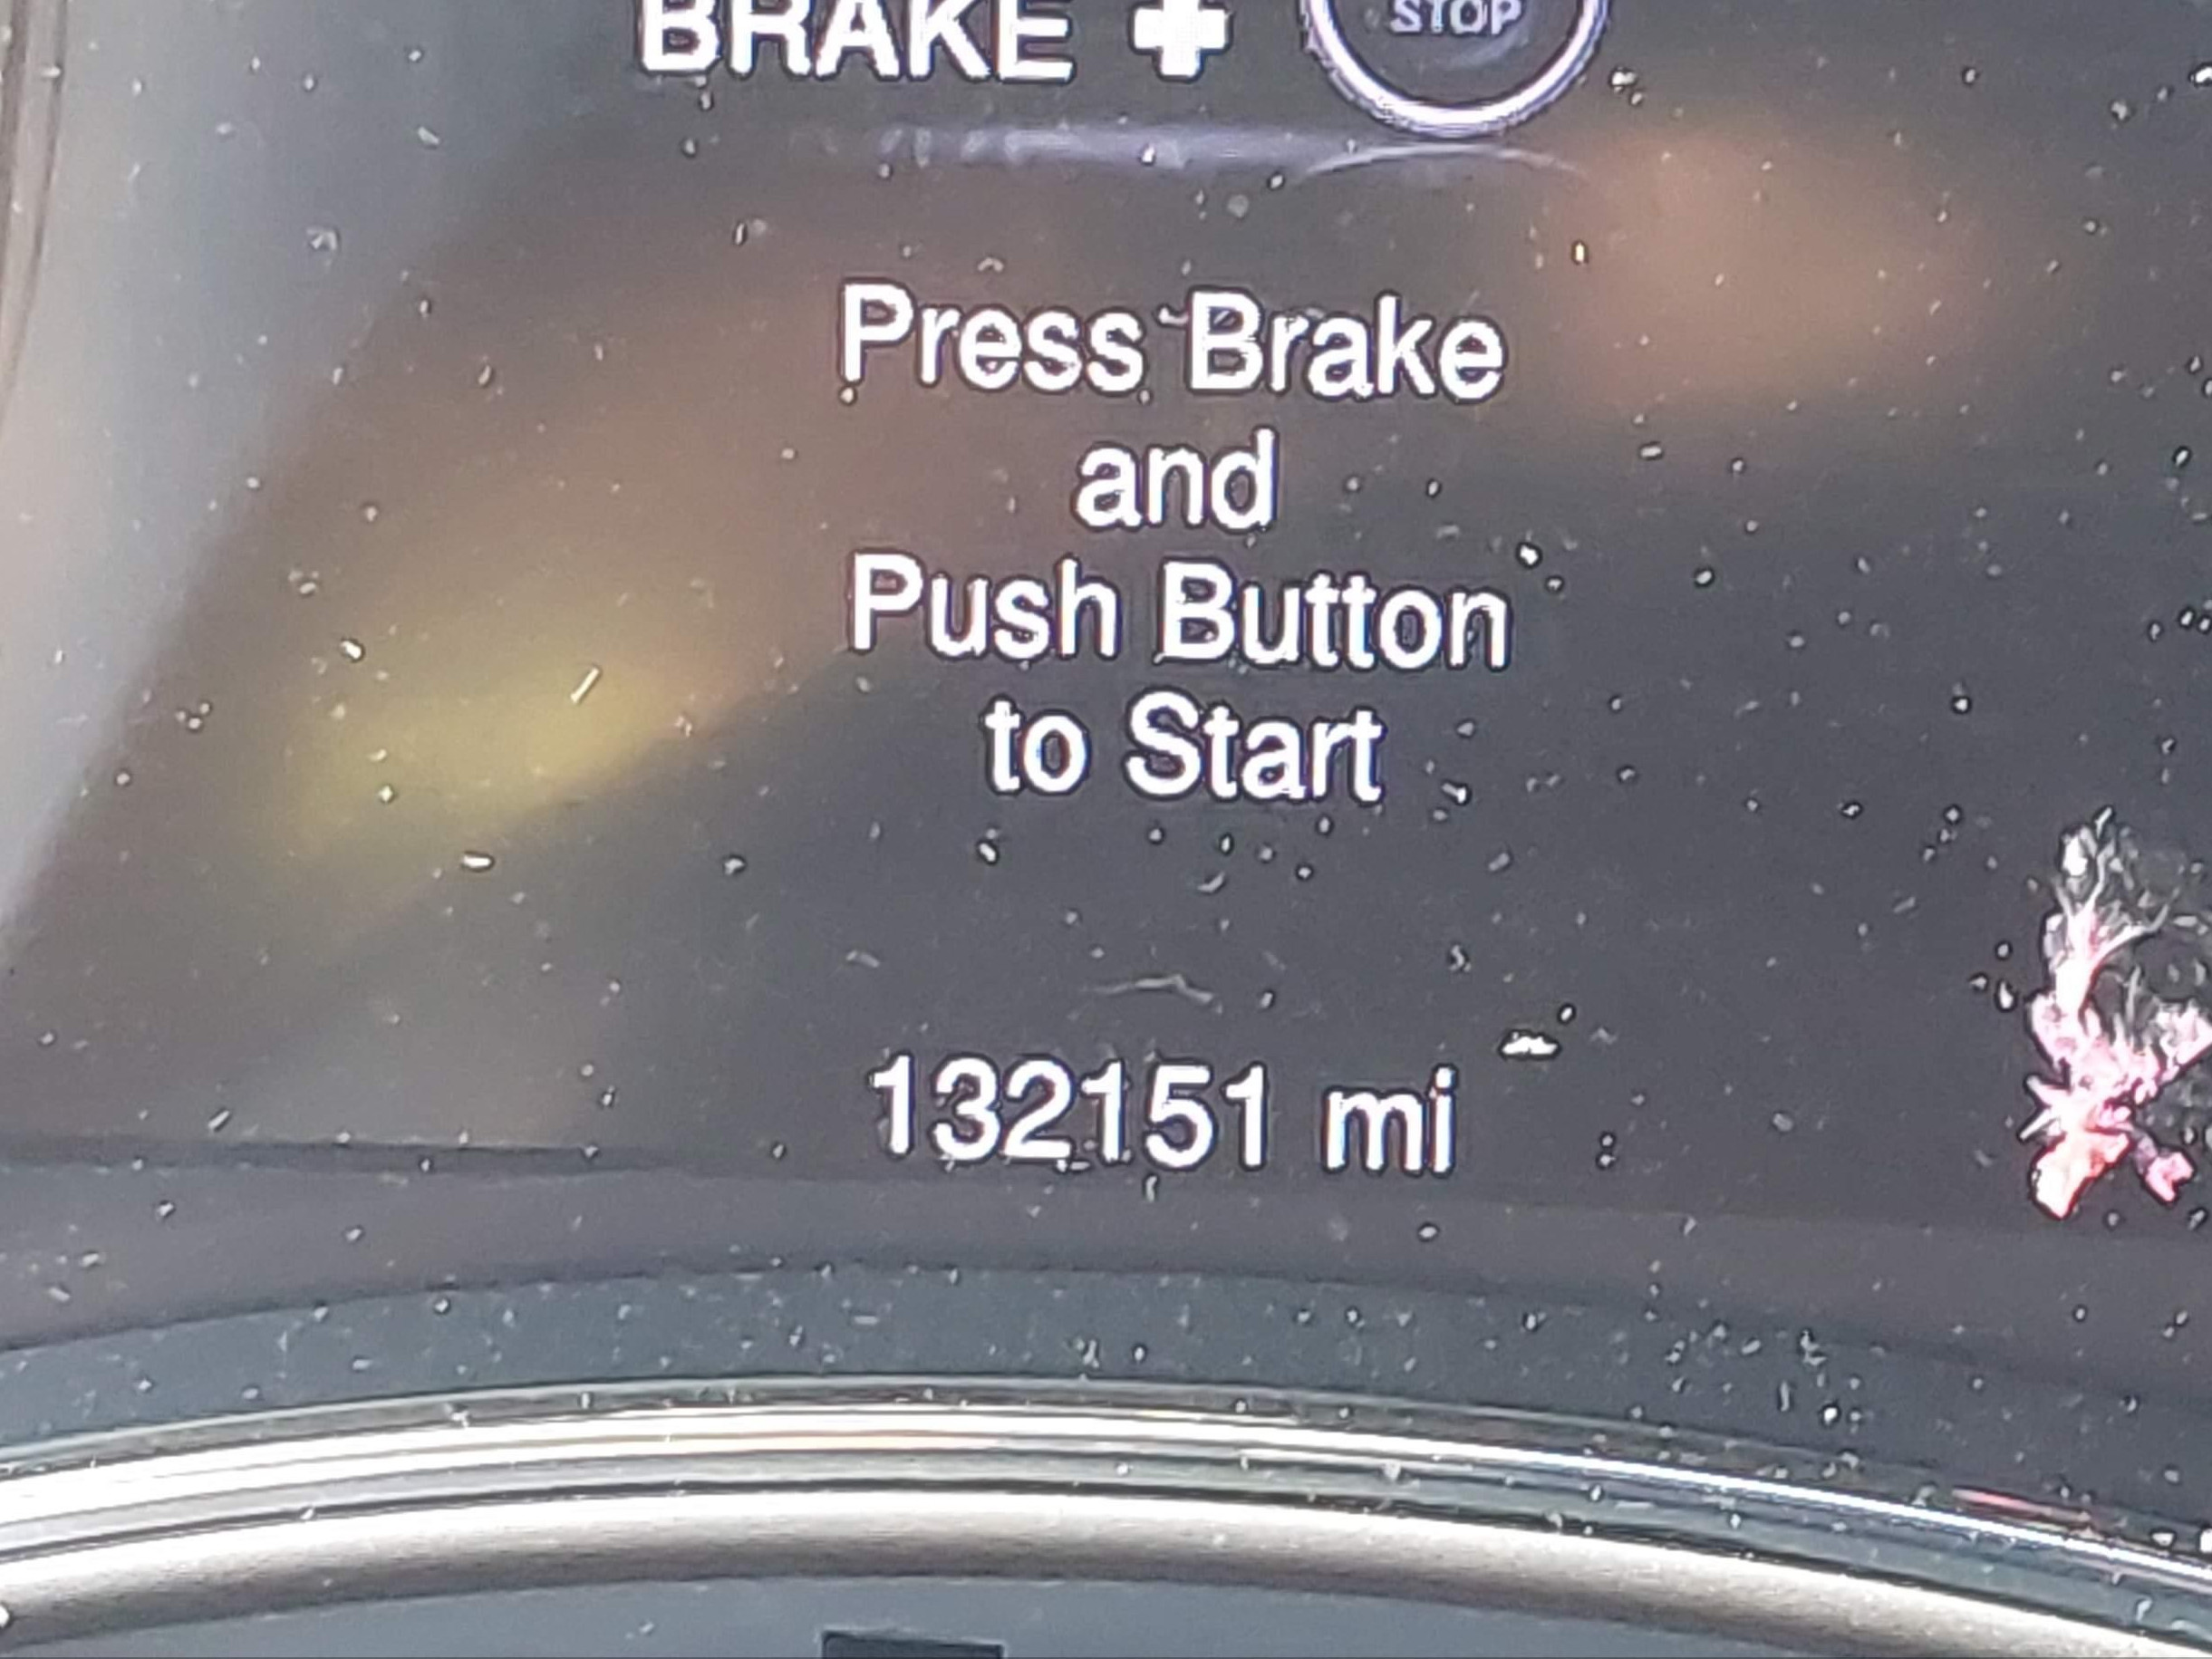 BRAKE + STOP
Press Brake
and
Push Button
to Start
132151 mi